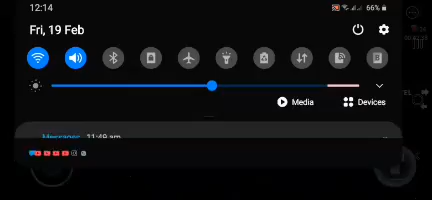 12:14
66%
Fri, 19 Feb
Media
Devices
Messages 11:49 am